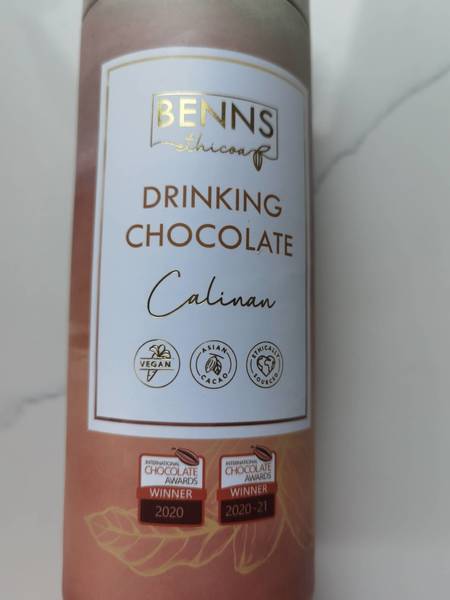 BENNS
ethicoa
DRINKING
CHOCOLATE
Calinan
VEGAN
ASIAN
CACAO
ETHICALLY
SOURCED
INTERNATIONAL
CHOCOLATE
AWARDS
WINNER
2020
INTERNATIONAL
CHOCOLATE
AWARDS
WINNER
2020-21